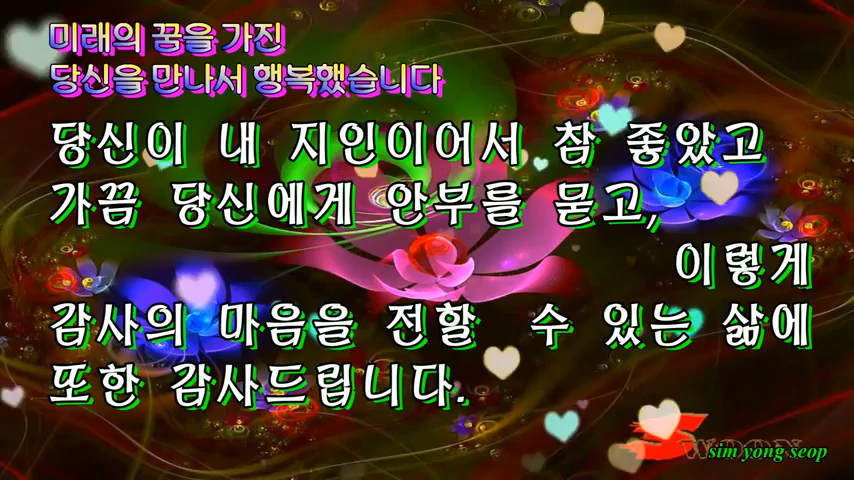 미래의 꿈을 가진
당신을 만나서 행복했습니다
당신이 내 지인이어서 참 좋았고
가끔 당신에게 안부를 묻고,
이렇게
감사의 마음을 전할 수 있는 삶에
또한 감사드립니다.
sim yong seop